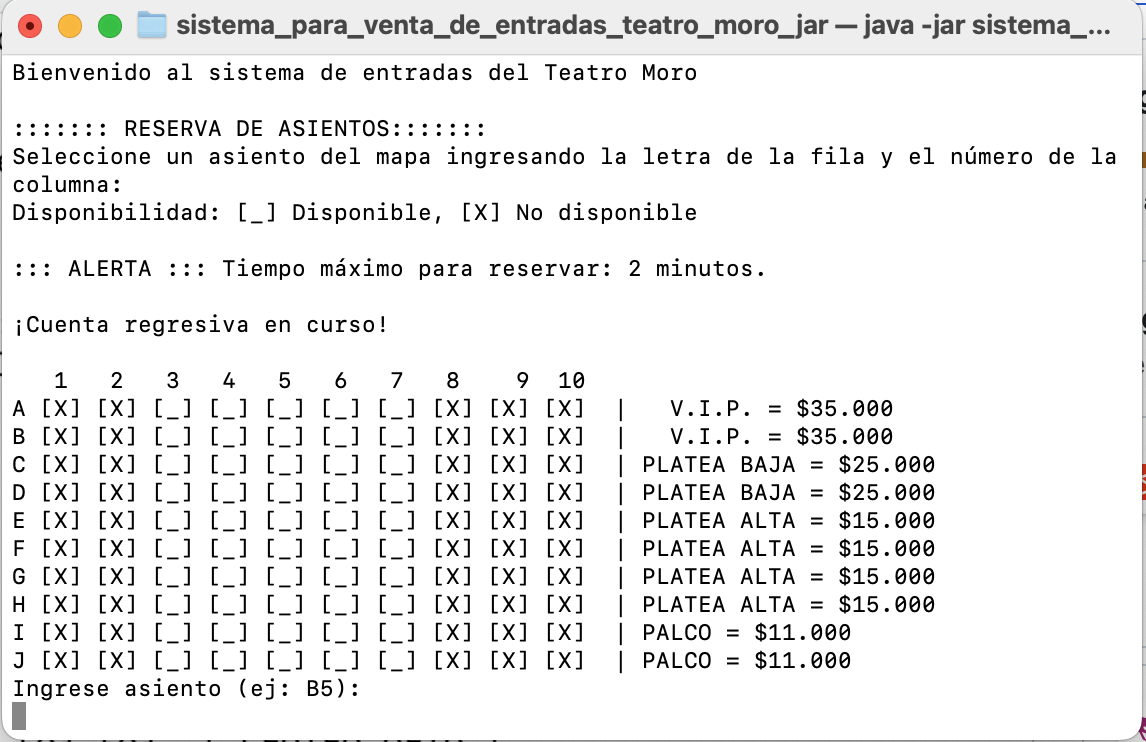 sistema_para_venta_de_entradas_teatro_moro_jar — java -jar sistema_...
Bienvenido al sistema de entradas del Teatro Moro
::::::: RESERVA DE ASIENTOS:::::::
Seleccione un asiento del mapa ingresando la letra de la fila y el número de la
columna:
Disponibilidad: [_] Disponible, [X] No disponible
::: ALERTA ::: Tiempo máximo para reservar: 2 minutos.
¡Cuenta regresiva en curso!
1 2 3 4 5 6 7 8 9 10
A [X] [X] [_] [_] [_] [_] [_] [X] [X] [X] | V.I.P. = $35.000
B [X] [X] [_] [_] [_] [_] [_] [X] [X] [X] | V.I.P. = $35.000
C [X] [X] [_] [_] [_] [_] [_] [X] [X] [X] | PLATEA BAJA = $25.000
D [X] [X] [_] [_] [_] [_] [_] [X] [X] [X] | PLATEA BAJA = $25.000
E [X] [X] [_] [_] [_] [_] [_] [X] [X] [X] | PLATEA ALTA = $15.000
F [X] [X] [_] [_] [_] [_] [_] [X] [X] [X] | PLATEA ALTA = $15.000
G [X] [X] [_] [_] [_] [_] [_] [X] [X] [X] | PLATEA ALTA = $15.000
H [X] [X] [_] [_] [_] [_] [_] [X] [X] [X] | PLATEA ALTA = $15.000
I [X] [X] [_] [_] [_] [_] [_] [X] [X] [X] | PALCO = $11.000
J [X] [X] [_] [_] [_] [_] [_] [X] [X] [X] | PALCO = $11.000
Ingrese asiento (ej: B5):